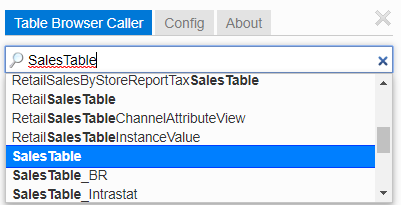 Table Browser Caller Config About
SalesTable
RetailSalesByStoreReportTaxSalesTable
RetailSalesTable
RetailSalesTableChannelAttributeView
RetailSalesTableInstanceValue
SalesTable
SalesTable_BR
SalesTable_Intrastat